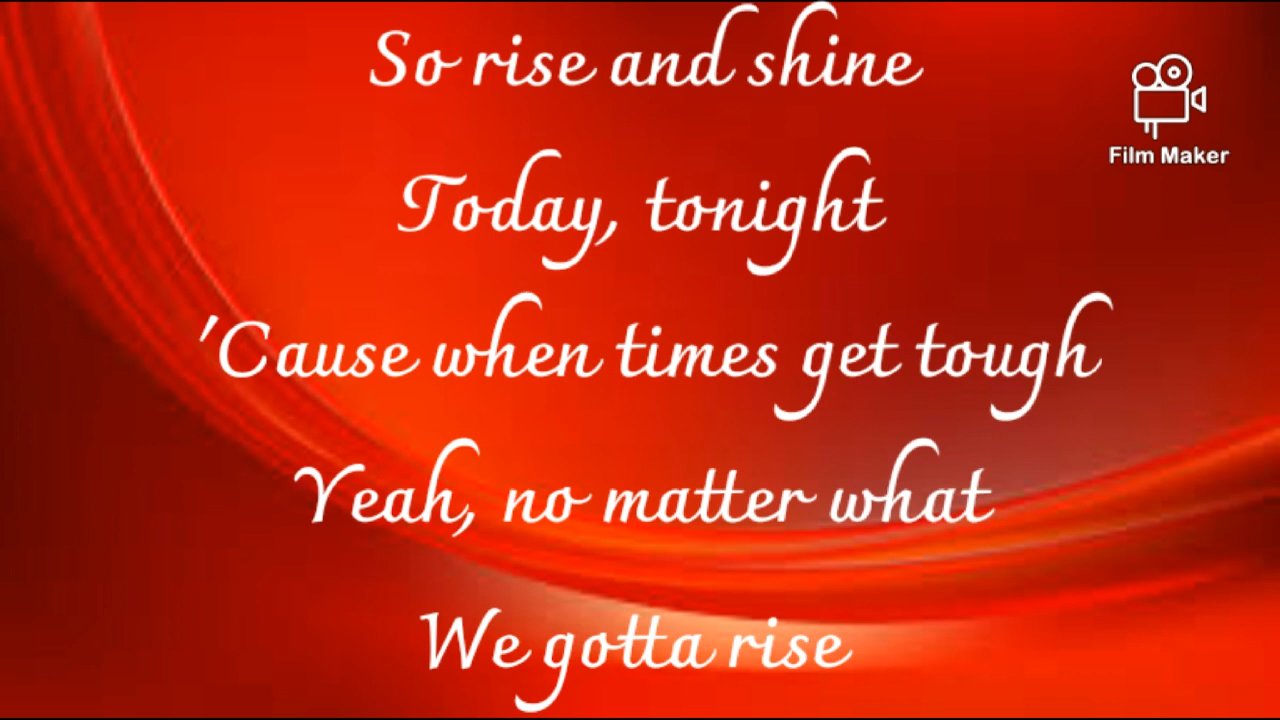 So rise and shine
Film Maker
Today, tonight
'Cause when times get tough
Yeah, no matter what
We gotta rise